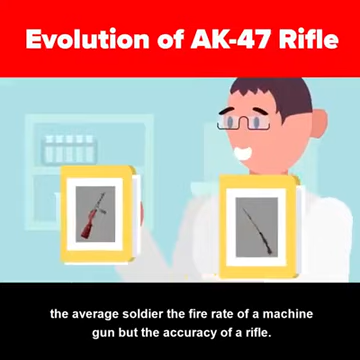 Evolution of AK-47 Rifle
the average soldier the fire rate of a machine
gun but the accuracy of a rifle.